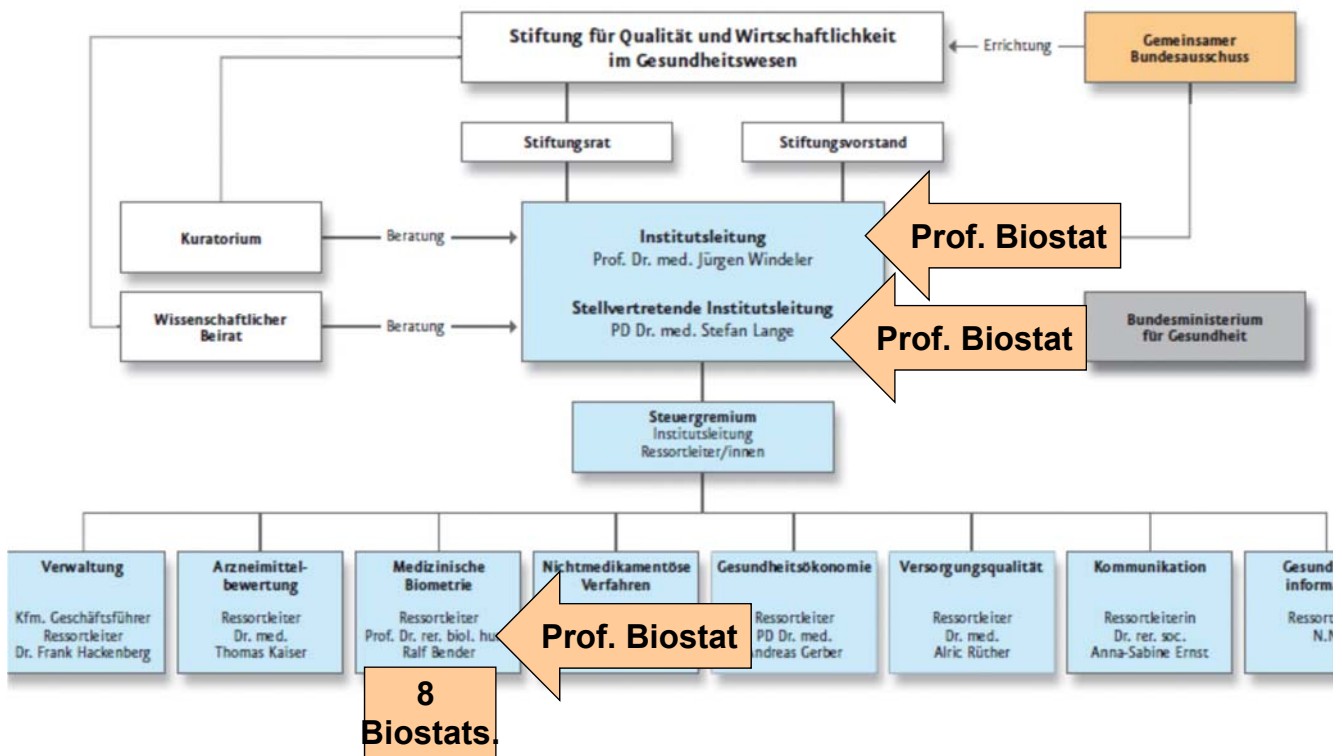 Stiftung für Qualität und Wirtschaftlichkeit
im Gesundheitswesen
Errichtung
Gemeinsamer
Bundesausschuss
Stiftungsrat
Stiftungsvorstand
Kuratorium
Beratung
Institutsleitung
Prof. Dr. med. Jürgen Windeler
Prof. Biostat
Wissenschaftlicher
Beirat
Beratung
Stellvertretende Institutsleitung
PD Dr. med. Stefan Lange
Prof. Biostat
Bundesministerium
für Gesundheit
Steuergremium
Institutsleitung
Ressortleiter/innen
Verwaltung
Kfm. Geschäftsführer
Ressortleiter
Dr. Frank Hackenberg
Arzneimittel-
bewertung
Ressortleiter
Dr. med.
Thomas Kaiser
Medizinische
Biometrie
Ressortleiter
Prof. Dr. rer. biol.
Ralf Bender
Prof. Biostat
8
Biostats.
Nichtmedikamentöse
Verfahren
Gesundheitsökonomie
Ressortleiter
PD Dr. med.
Andreas Gerber
Versorgungsqualität
Ressortleiter
Dr. med.
Alric Rüther
Kommunikation
Ressortleiterin
Dr. rer. soc.
Anna-Sabine Ernst